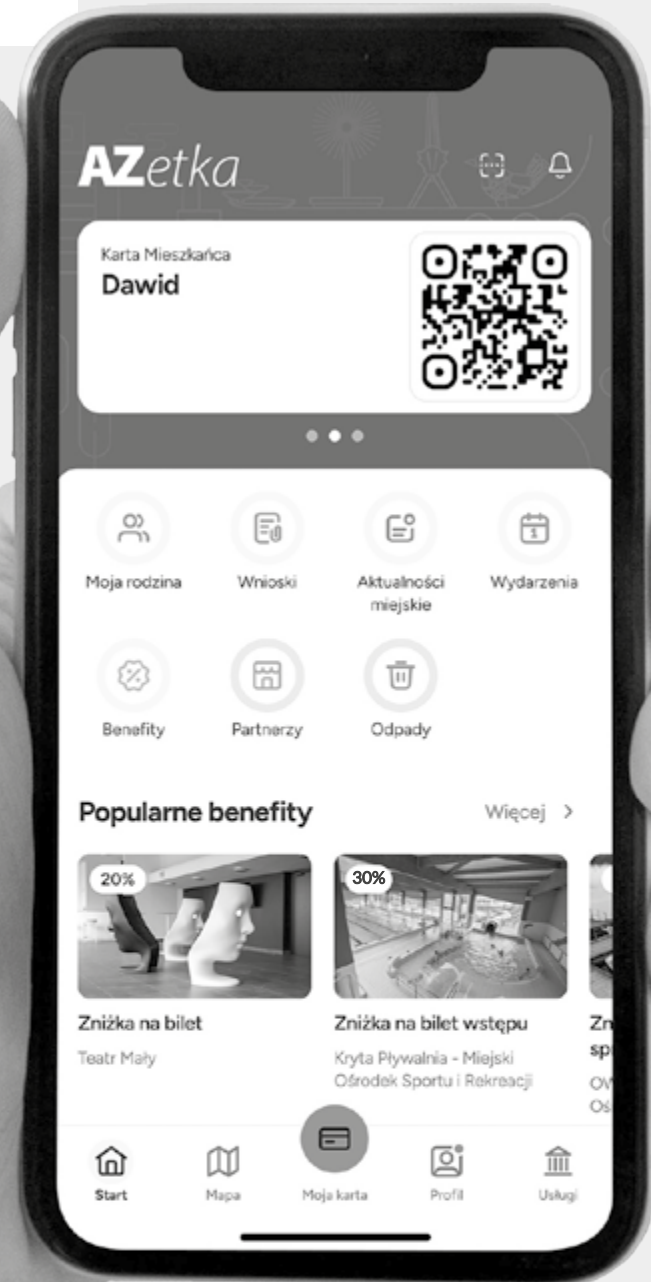 AZetka
Karta Mieszkańca
Dawid
Moja rodzina
Wnioski
Aktualności
miejskie
Wydarzenia
Benefity
Partnerzy
Odpady
Popularne benefity
Więcej
20%
30%
Zniżka na bilet
Teatr Mały
Zniżka na bilet wstępu
Kryta Pływalnia - Miejski
Ośrodek Sportu i Rekreacji
Start
Mapa
Moja karta
Profil
Usługi